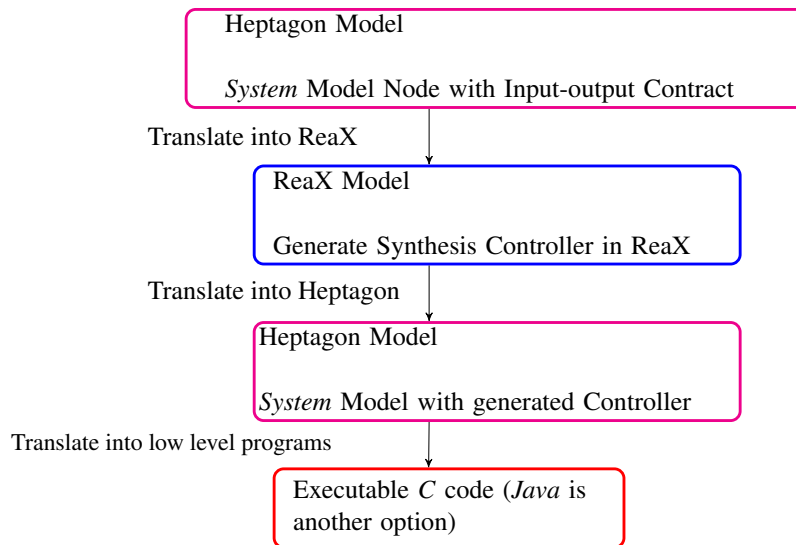 Heptagon Model
System Model Node with Input-output Contract
Translate into ReaX
ReaX Model
Generate Synthesis Controller in ReaX
Translate into Heptagon
Heptagon Model
System Model with generated Controller
Translate into low level programs
Executable C code (Java is
another option)